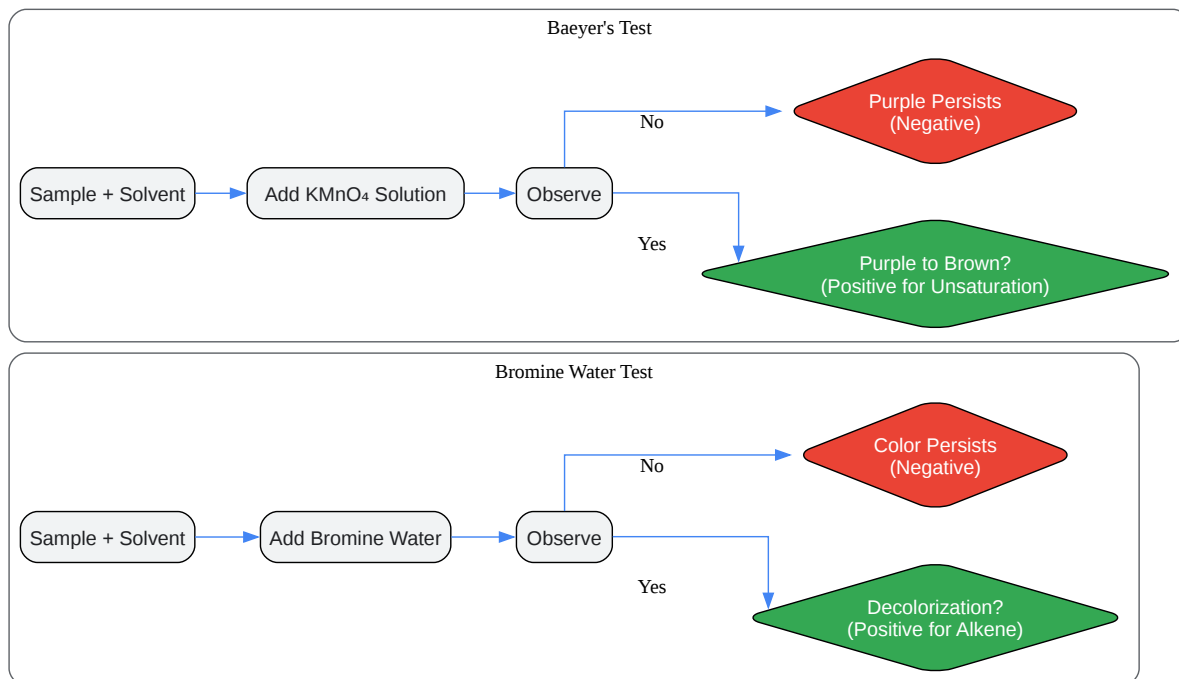 Baeyer's Test
Purple Persists
(Negative)
No
Sample + Solvent
Add KMnO₄ Solution
Observe
Yes
Purple to Brown?
(Positive for Unsaturation)
Bromine Water Test
Color Persists
(Negative)
No
Sample + Solvent
Add Bromine Water
Observe
Yes
Decolorization?
(Positive for Alkene)